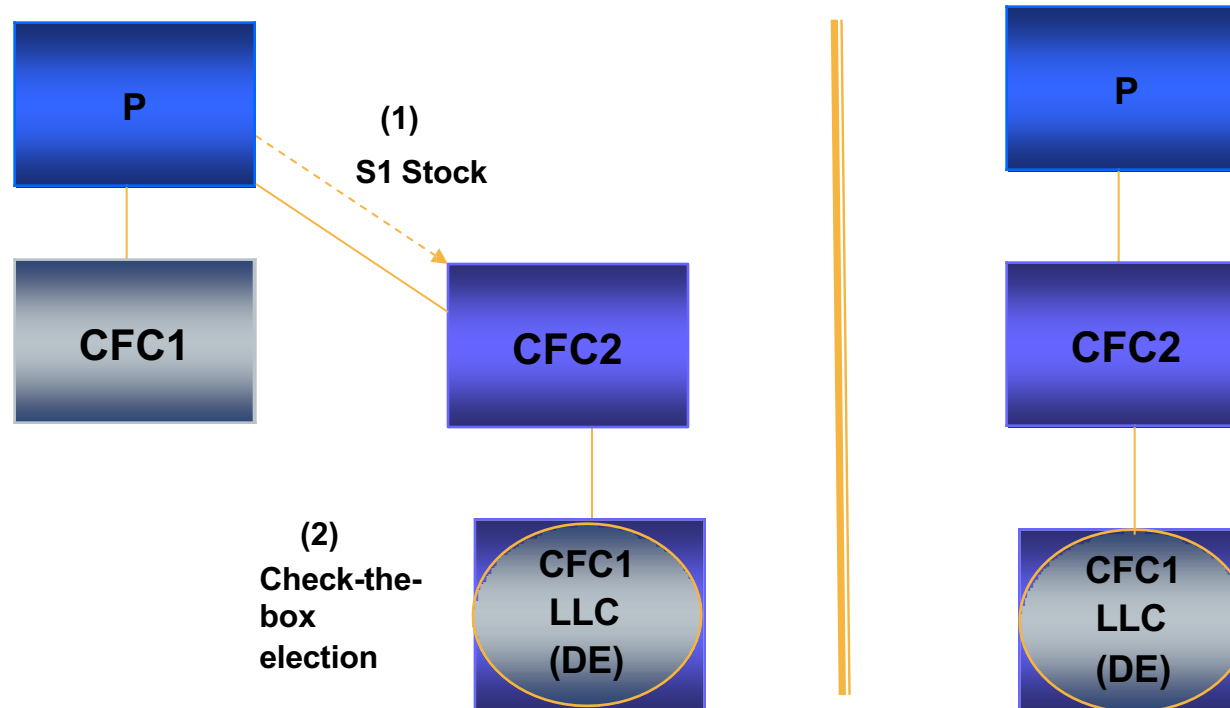 P
(1)
S1 Stock
CFC1
CFC2
(2)
Check-the-
box
election
CFC1
LLC
(DE)
P
CFC2
CFC1
LLC
(DE)